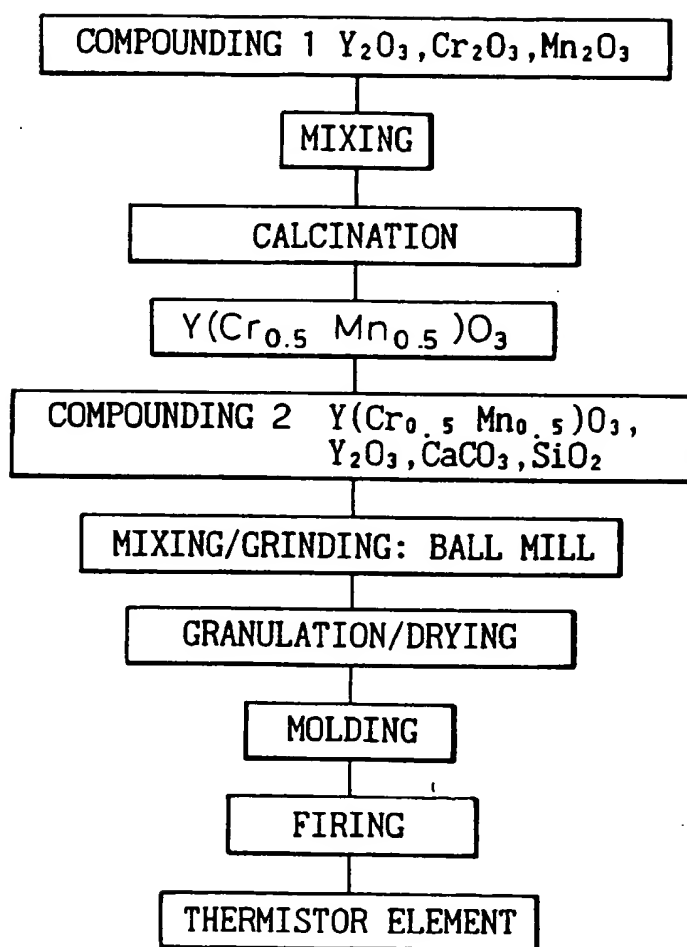 COMPOUNDING 1 Y₂O₃,Cr₂O₃,Mn₂O₃
MIXING
CALCINATION
Y(Cr₀.₅ Mn₀.₅)O₃
COMPOUNDING 2 Y(Cr₀.₅ Mn₀.₅)O₃,
Y₂O₃,CaCO₃,SiO₂
MIXING/GRINDING: BALL MILL
GRANULATION/DRYING
MOLDING
FIRING
THERMISTOR ELEMENT